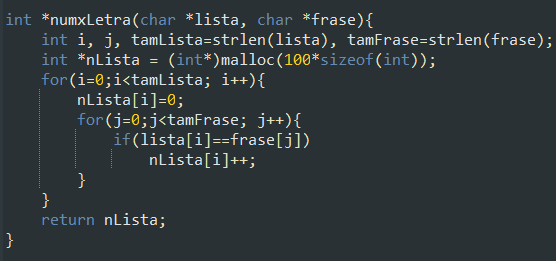 int *numxLetra(char *lista, char *frase){
    int i, j, tamLista=strlen(lista), tamFrase=strlen(frase);
    int *nLista = (int*)malloc(100*sizeof(int));
    for(i=0;i<tamLista; i++){
        nLista[i]=0;
        for(j=0;j<tamFrase; j++){
            if(lista[i]==frase[j])
                nLista[i]++;
        }
    }
    return nLista;
}